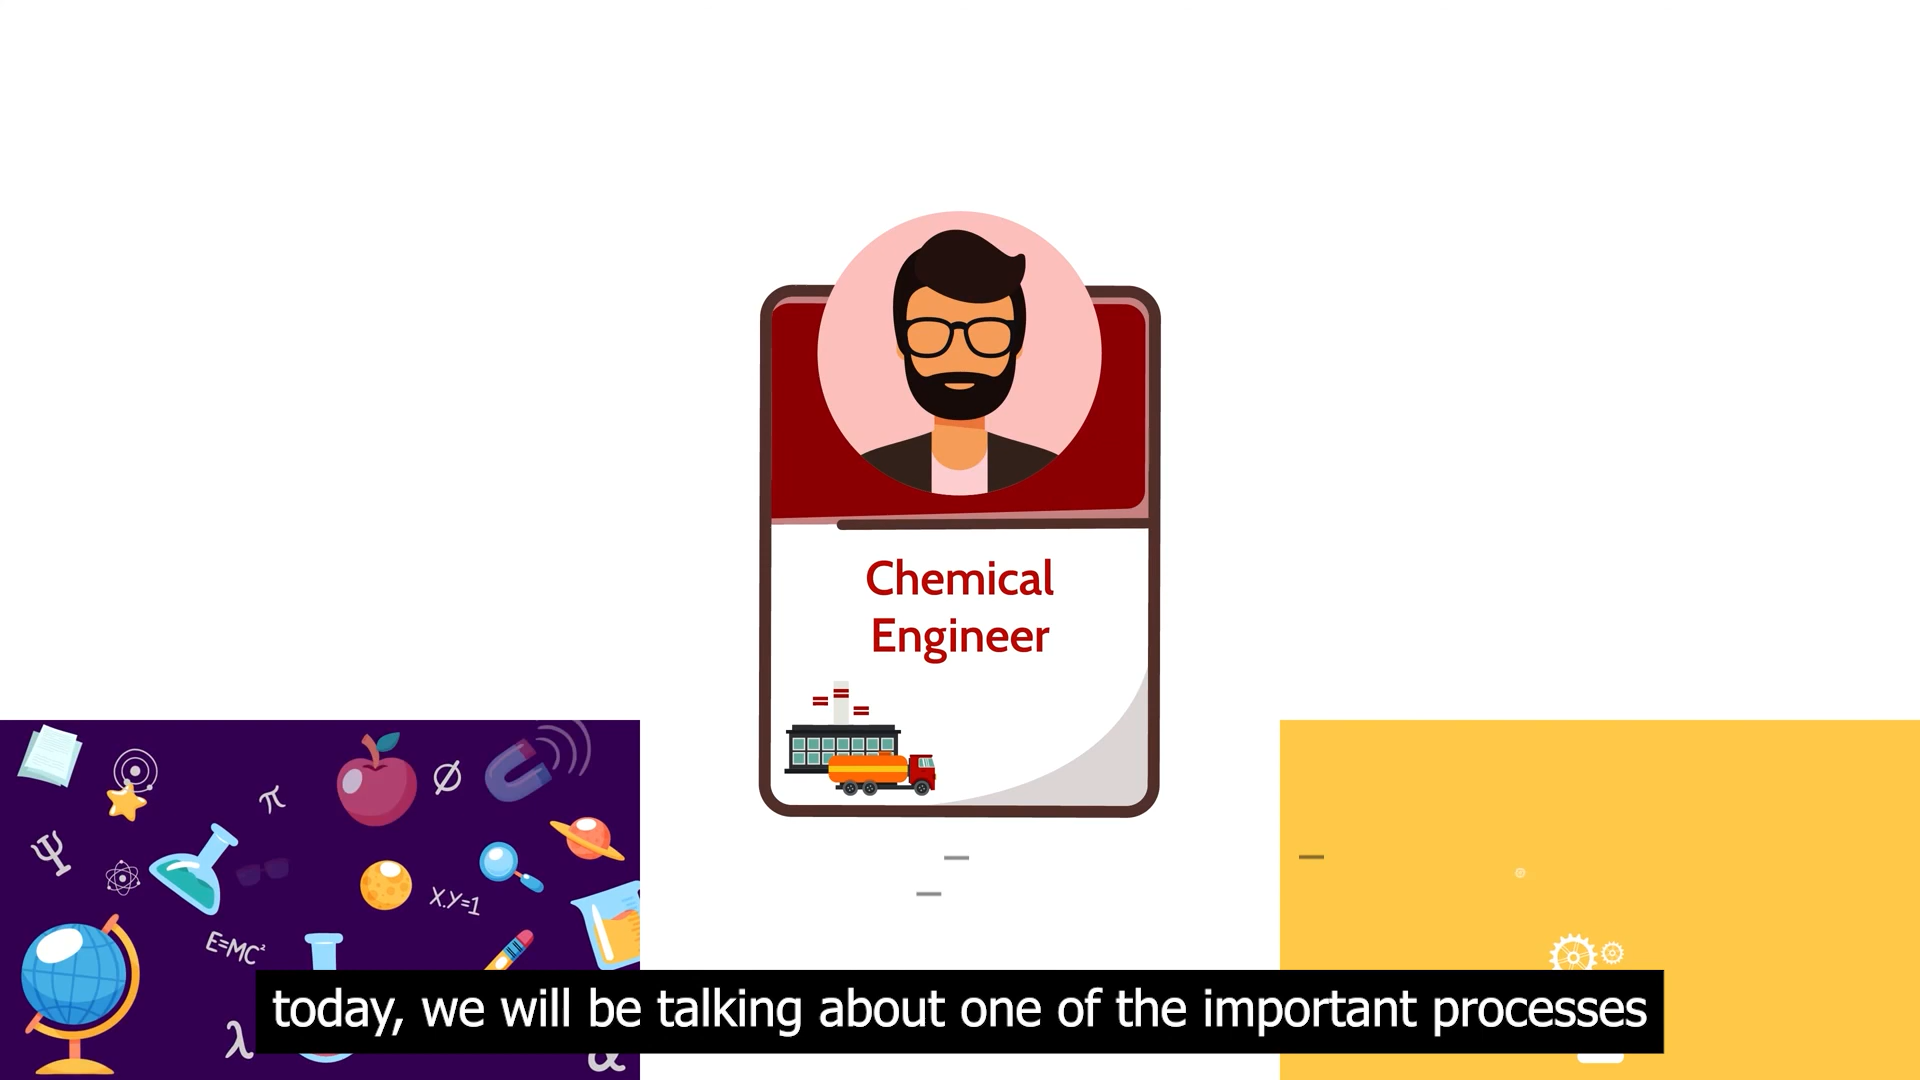 Chemical
Engineer
π
Ø
Ψ
X.Y=1
E=MC²
λ
α
today, we will be talking about one of the important processes